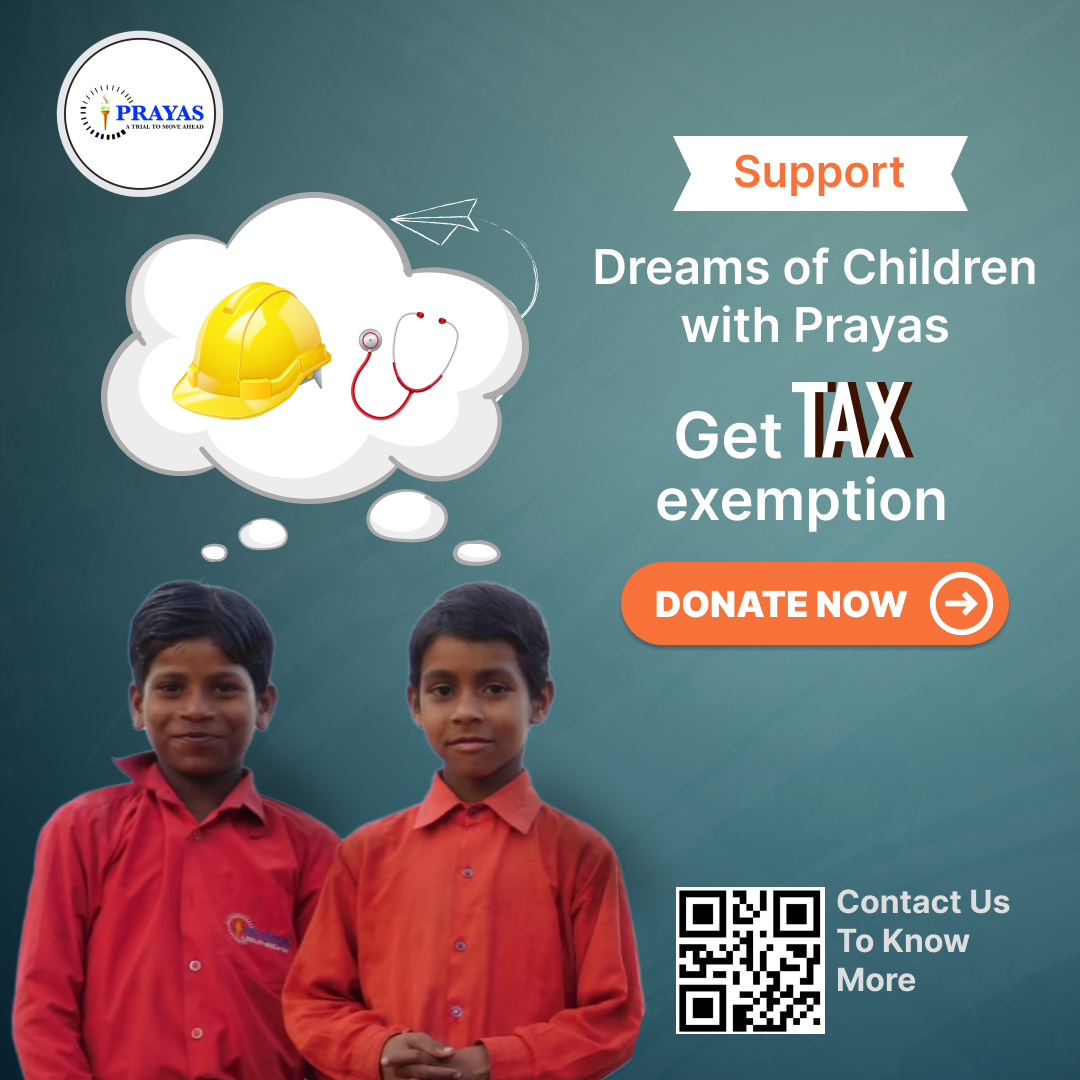 PRAYAS
A TRIAL TO MOVE AHEAD
Support
Dreams of Children
with Prayas
Get TAX
exemption
DONATE NOW
Contact Us
To Know
More